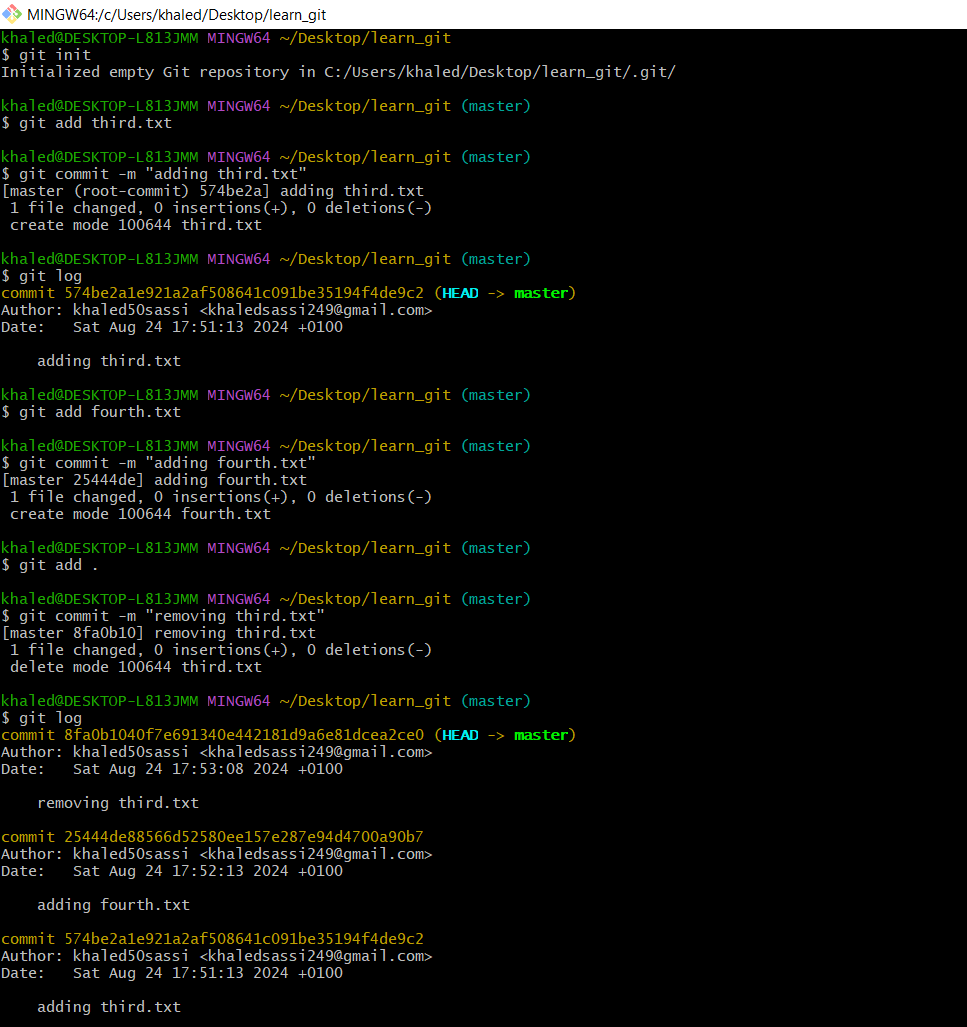 MINGW64:/c/Users/khaled/Desktop/learn_git
khaled@DESKTOP-L813JMM MINGW64 ~/Desktop/learn_git
$ git init
Initialized empty Git repository in C:/Users/khaled/Desktop/learn_git/.git/
khaled@DESKTOP-L813JMM MINGW64 ~/Desktop/learn_git (master)
$ git add third.txt
khaled@DESKTOP-L813JMM MINGW64 ~/Desktop/learn_git (master)
$ git commit -m "adding third.txt"
[master (root-commit) 574be2a] adding third.txt
 1 file changed, 0 insertions(+), 0 deletions(-)
 create mode 100644 third.txt
khaled@DESKTOP-L813JMM MINGW64 ~/Desktop/learn_git (master)
$ git log
commit 574be2a1e921a2af508641c091be35194f4de9c2 (HEAD -> master)
Author: khaled50sassi <khaledsassi249@gmail.com>
Date:   Sat Aug 24 17:51:13 2024 +0100
    adding third.txt
khaled@DESKTOP-L813JMM MINGW64 ~/Desktop/learn_git (master)
$ git add fourth.txt
khaled@DESKTOP-L813JMM MINGW64 ~/Desktop/learn_git (master)
$ git commit -m "adding fourth.txt"
[master 25444de] adding fourth.txt
 1 file changed, 0 insertions(+), 0 deletions(-)
 create mode 100644 fourth.txt
khaled@DESKTOP-L813JMM MINGW64 ~/Desktop/learn_git (master)
$ git add .
khaled@DESKTOP-L813JMM MINGW64 ~/Desktop/learn_git (master)
$ git commit -m "removing third.txt"
[master 8fa0b10] removing third.txt
 1 file changed, 0 insertions(+), 0 deletions(-)
 delete mode 100644 third.txt
khaled@DESKTOP-L813JMM MINGW64 ~/Desktop/learn_git (master)
$ git log
commit 8fa0b1040f7e691340e442181d9a6e81dcea2ce0 (HEAD -> master)
Author: khaled50sassi <khaledsassi249@gmail.com>
Date:   Sat Aug 24 17:53:08 2024 +0100
    removing third.txt
commit 25444de88566d52580ee157e287e94d4700a90b7
Author: khaled50sassi <khaledsassi249@gmail.com>
Date:   Sat Aug 24 17:52:13 2024 +0100
    adding fourth.txt
commit 574be2a1e921a2af508641c091be35194f4de9c2
Author: khaled50sassi <khaledsassi249@gmail.com>
Date:   Sat Aug 24 17:51:13 2024 +0100
    adding third.txt